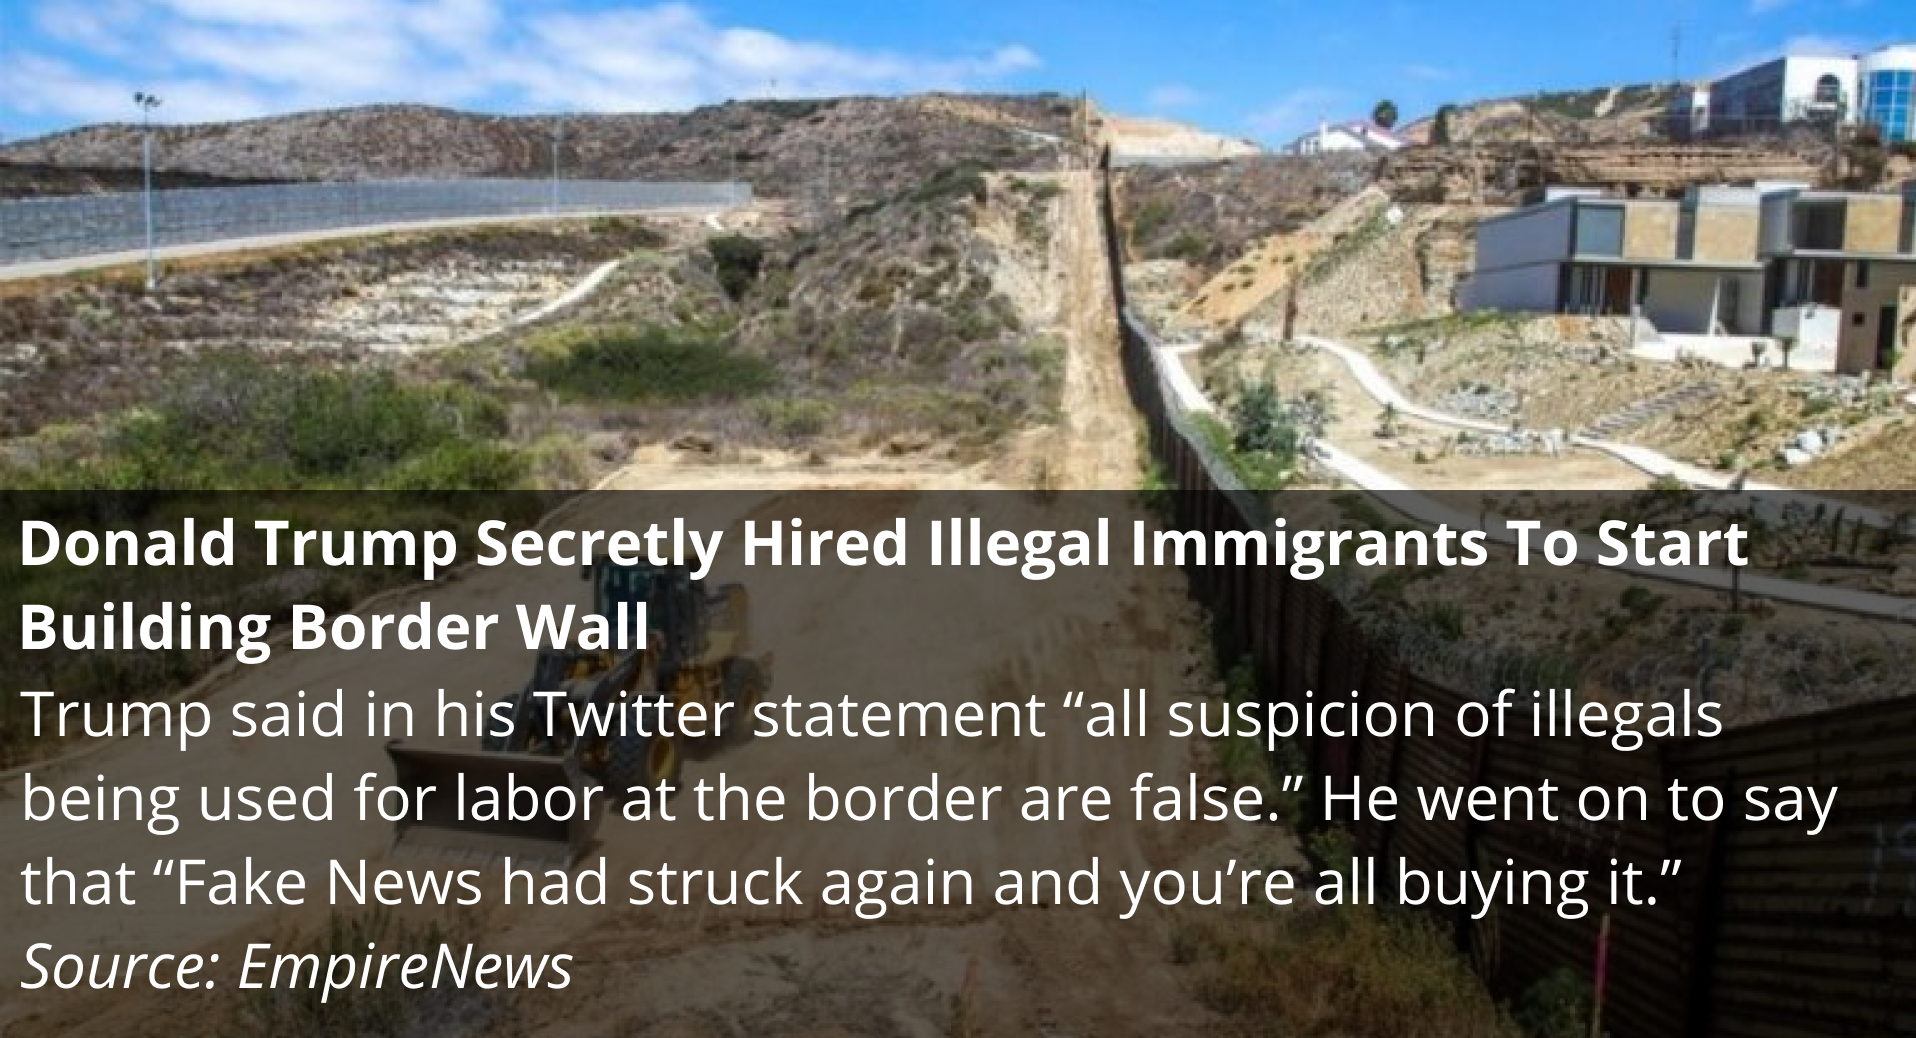 Donald Trump Secretly Hired Illegal Immigrants To Start
Building Border Wall
Trump said in his Twitter statement “all suspicion of illegals
being used for labor at the border are false.” He went on to say
that “Fake News had struck again and you’re all buying it.”
Source: EmpireNews